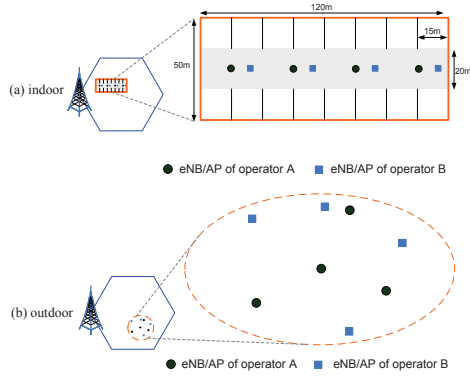 120m
15m
50m
20m
(a) indoor
eNB/AP of operator A
eNB/AP of operator B
(b) outdoor
eNB/AP of operator A
eNB/AP of operator B